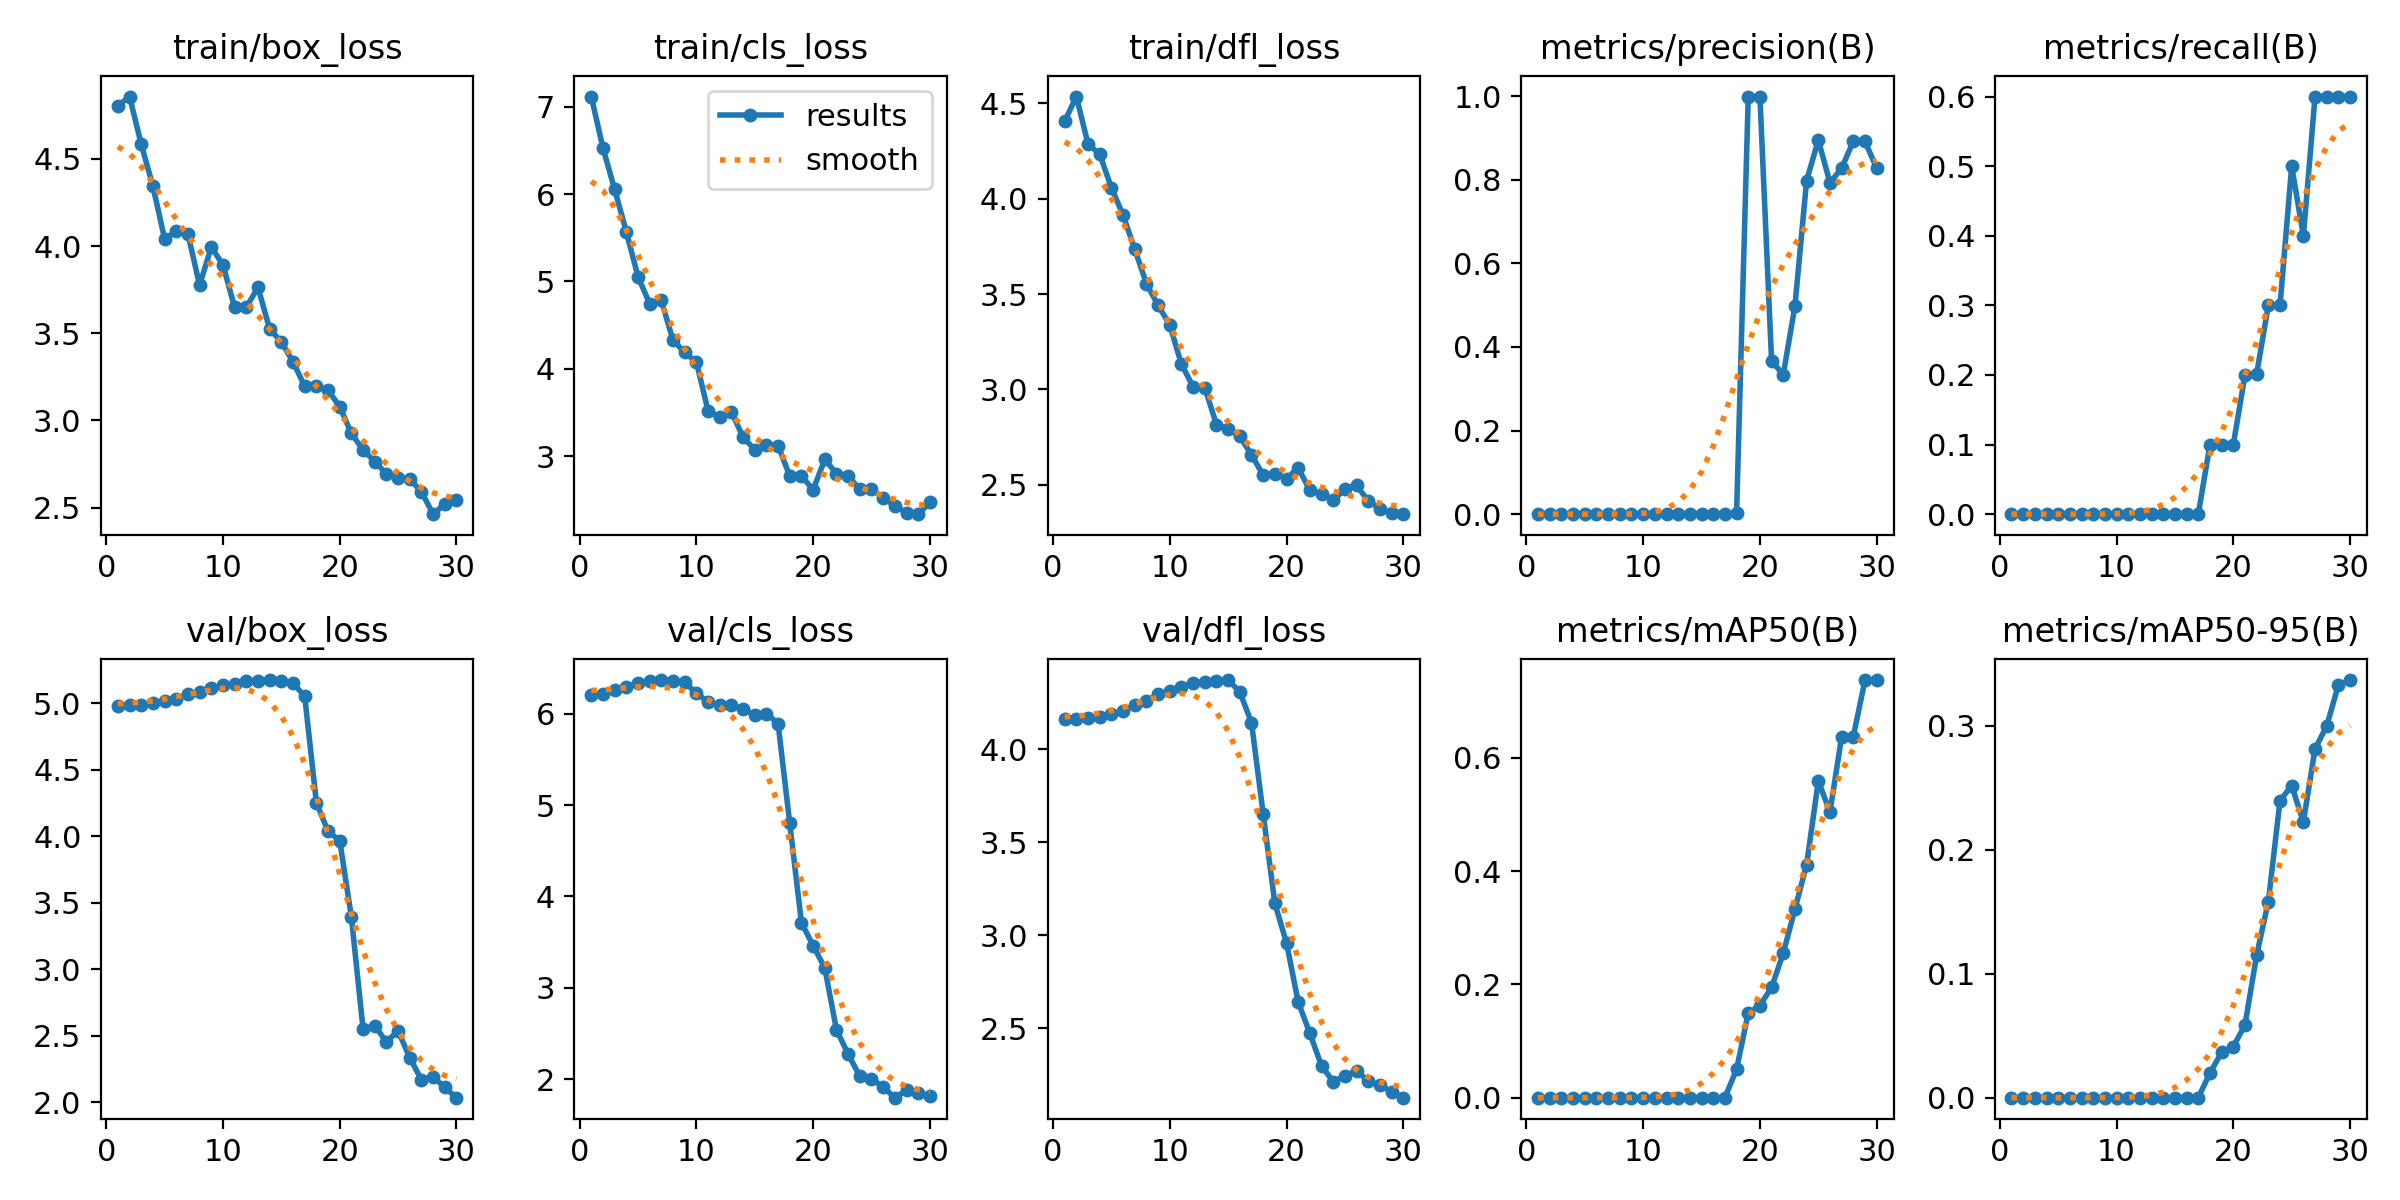 train/box_loss
train/cls_loss
train/dfl_loss
metrics/precision(B)
metrics/recall(B)
4.5
4.0
3.5
3.0
2.5
0 10 20 30
7
6
5
4
3
0 10 20 30
results
smooth
4.5
4.0
3.5
3.0
2.5
0 10 20 30
1.0
0.8
0.6
0.4
0.2
0.0
0 10 20 30
0.6
0.5
0.4
0.3
0.2
0.1
0.0
0 10 20 30
val/box_loss
val/cls_loss
val/dfl_loss
metrics/mAP50(B)
metrics/mAP50-95(B)
5.0
4.5
4.0
3.5
3.0
2.5
2.0
0 10 20 30
6
5
4
3
2
0 10 20 30
4.0
3.5
3.0
2.5
0 10 20 30
0.6
0.4
0.2
0.0
0 10 20 30
0.3
0.2
0.1
0.0
0 10 20 30